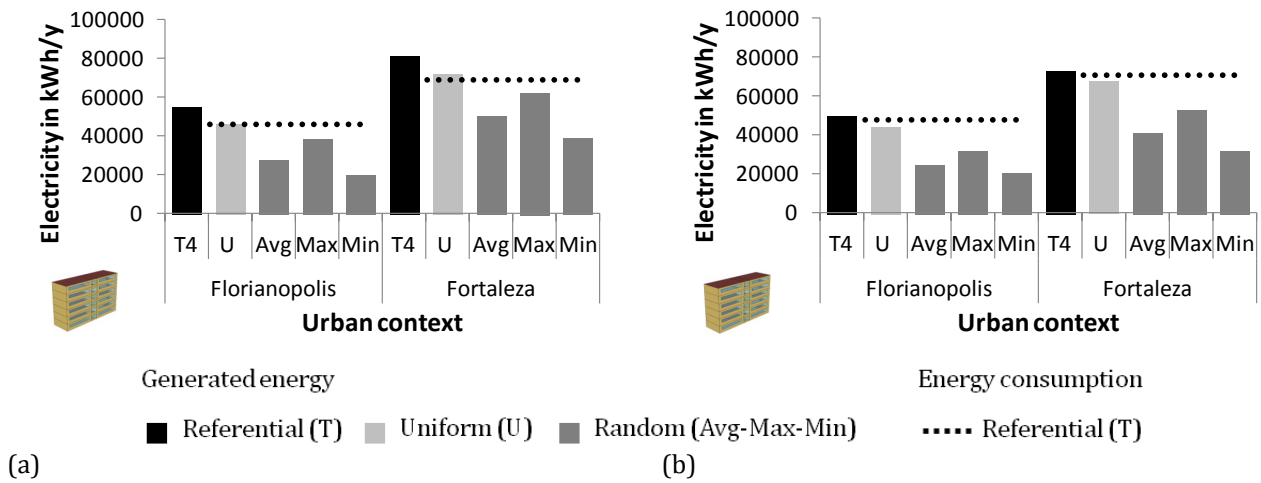 100000
80000
60000
40000
20000
0
Electricity in kWh/y
T4 U Avg Max Min T4 U Avg Max Min
Florianopolis Fortaleza
Urban context
100000
80000
60000
40000
20000
0
Electricity in kWh/y
T4 U Avg Max Min T4 U Avg Max Min
Florianopolis Fortaleza
Urban context
Generated energy Energy consumption
Referential (T) Uniform (U) Random (Avg-Max-Min) Referential (T)
(a) (b)